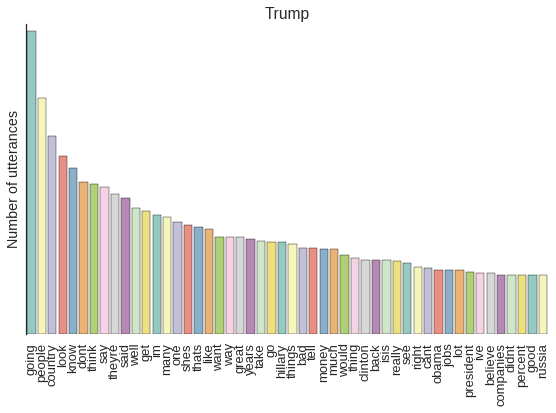 Trump
Number of utterances
going
people
country
look
know
dont
think
say
theyre
said
well
get
im
many
one
shes
thats
like
want
way
great
years
take
go
hillary
things
bad
tell
money
much
would
thing
clinton
back
isis
really
see
right
cant
obama
jobs
lot
president
ive
believe
companies
didnt
percent
good
russia